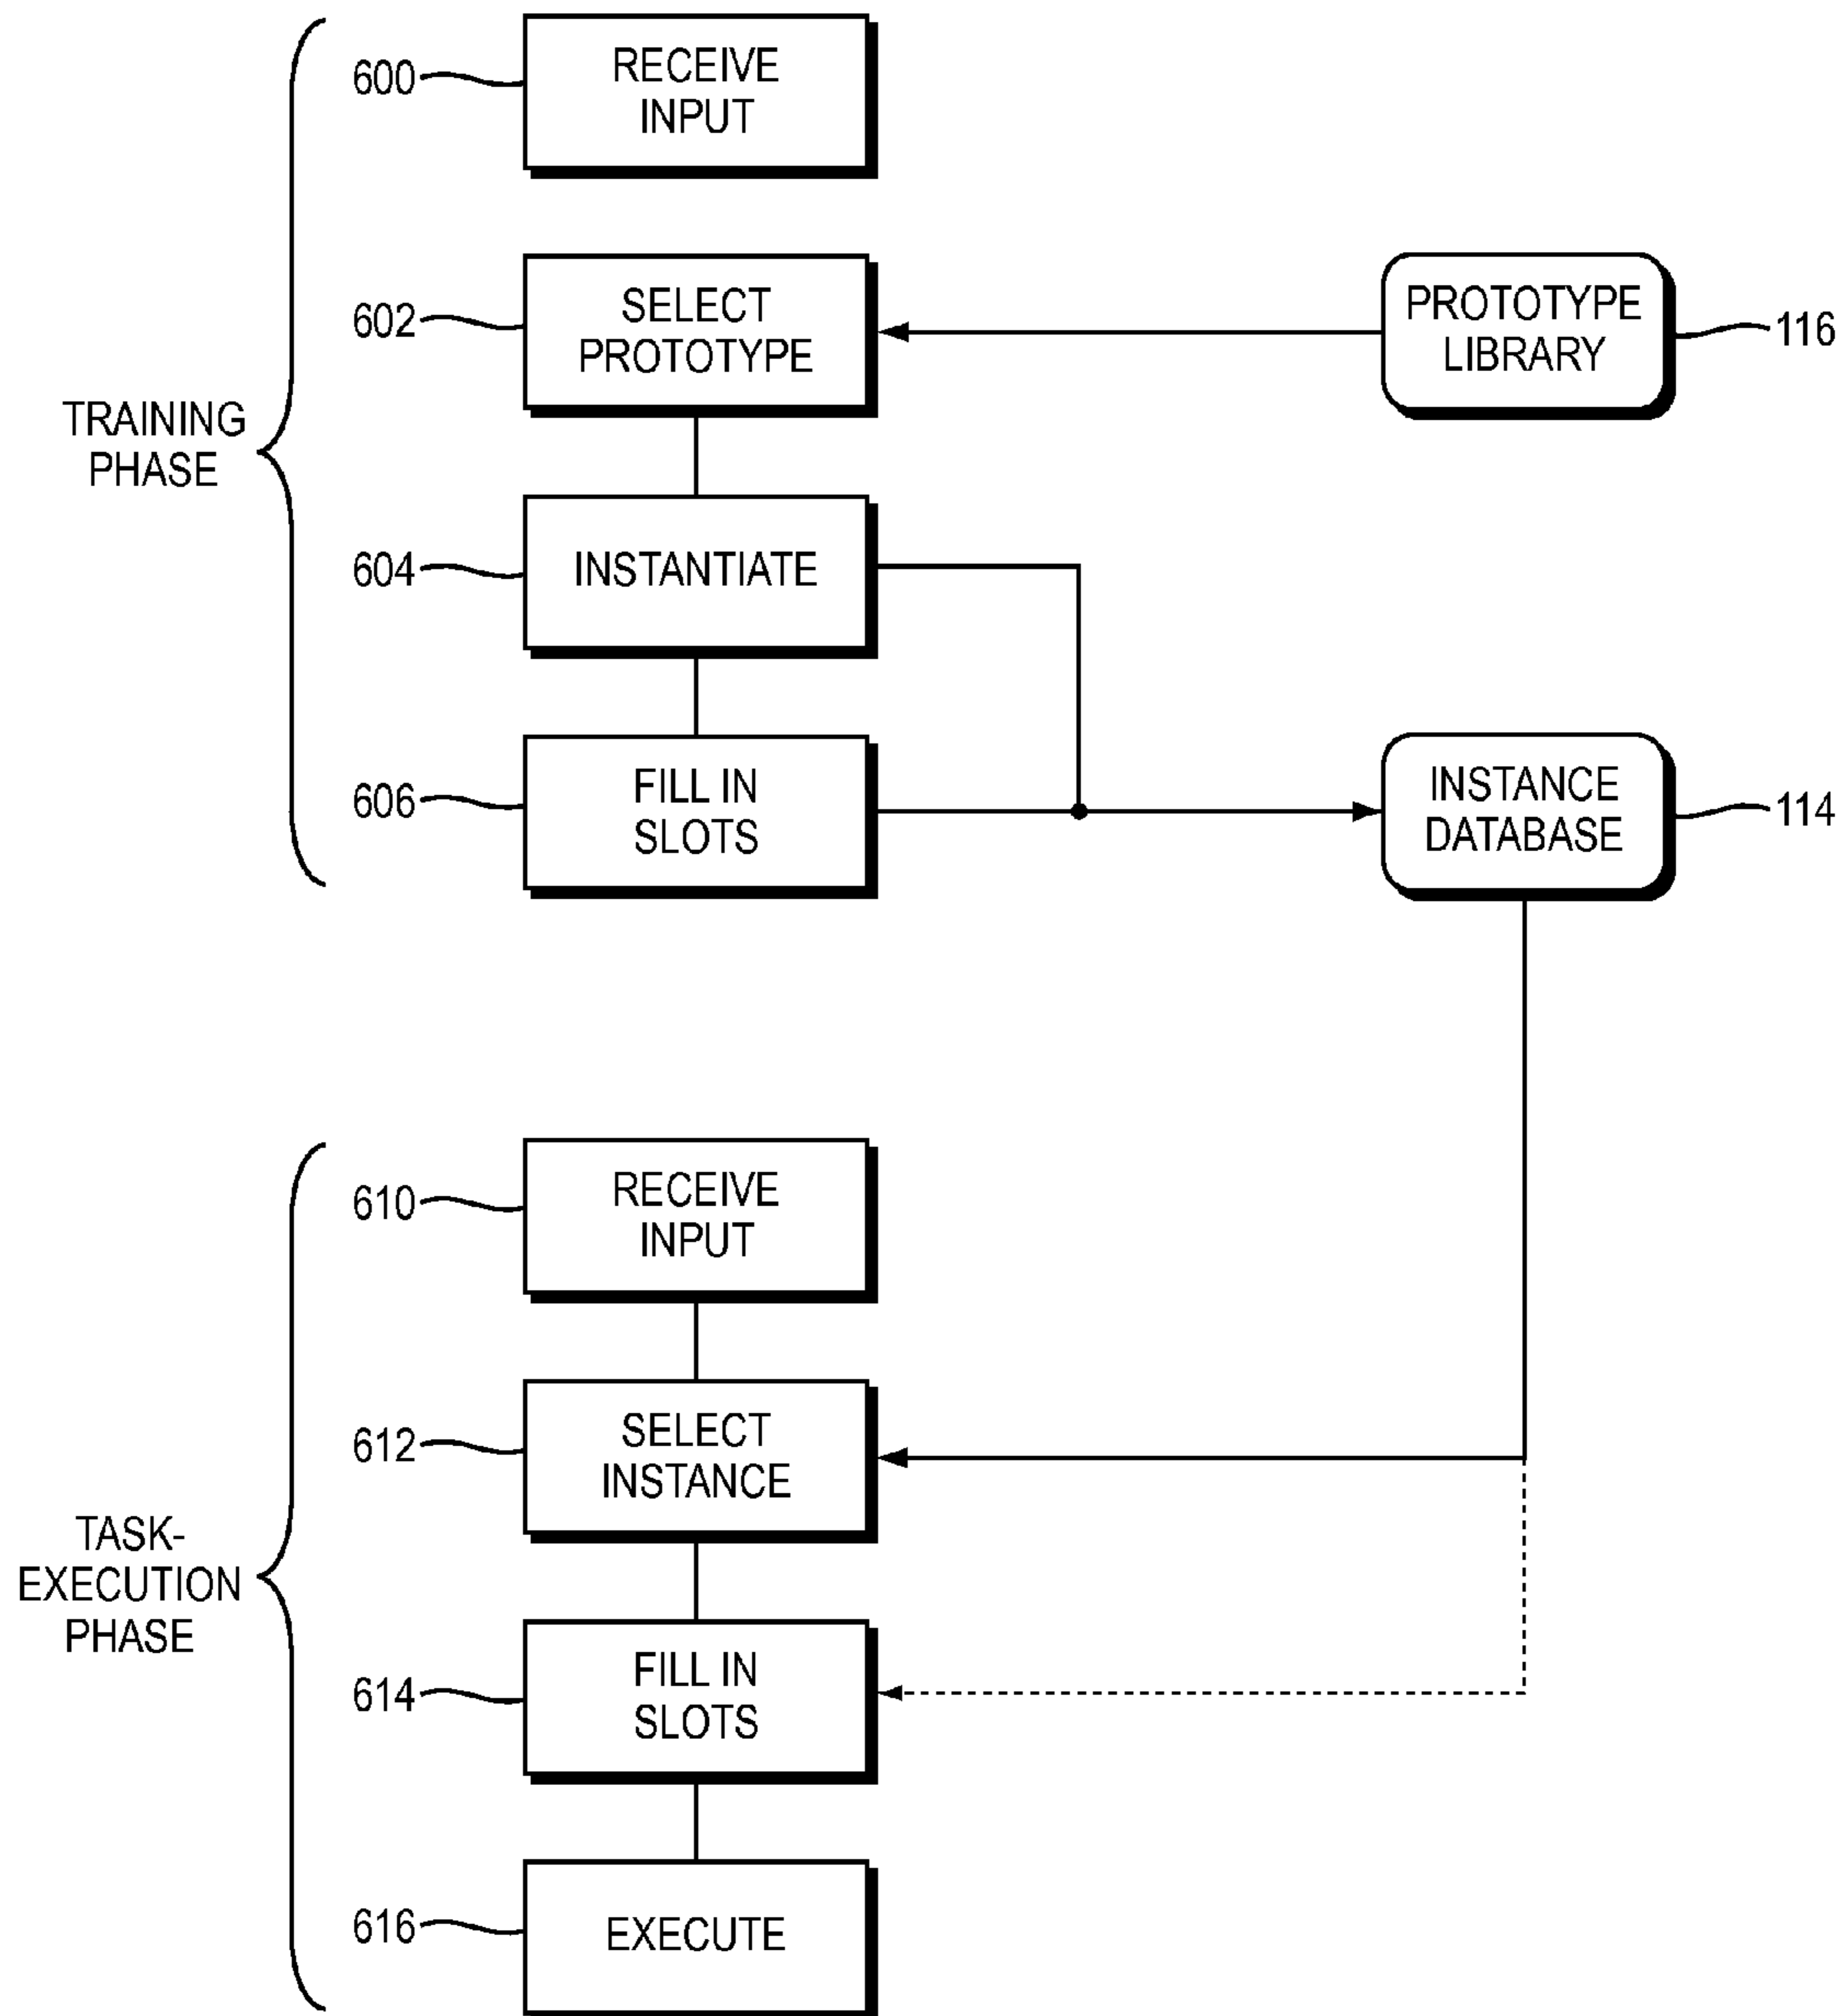 600
RECEIVE
INPUT
602
SELECT
PROTOTYPE
PROTOTYPE
LIBRARY
116
TRAINING
PHASE
604
INSTANTIATE
606
FILL IN
SLOTS
INSTANCE
DATABASE
114
610
RECEIVE
INPUT
612
SELECT
INSTANCE
TASK-
EXECUTION
PHASE
614
FILL IN
SLOTS
616
EXECUTE